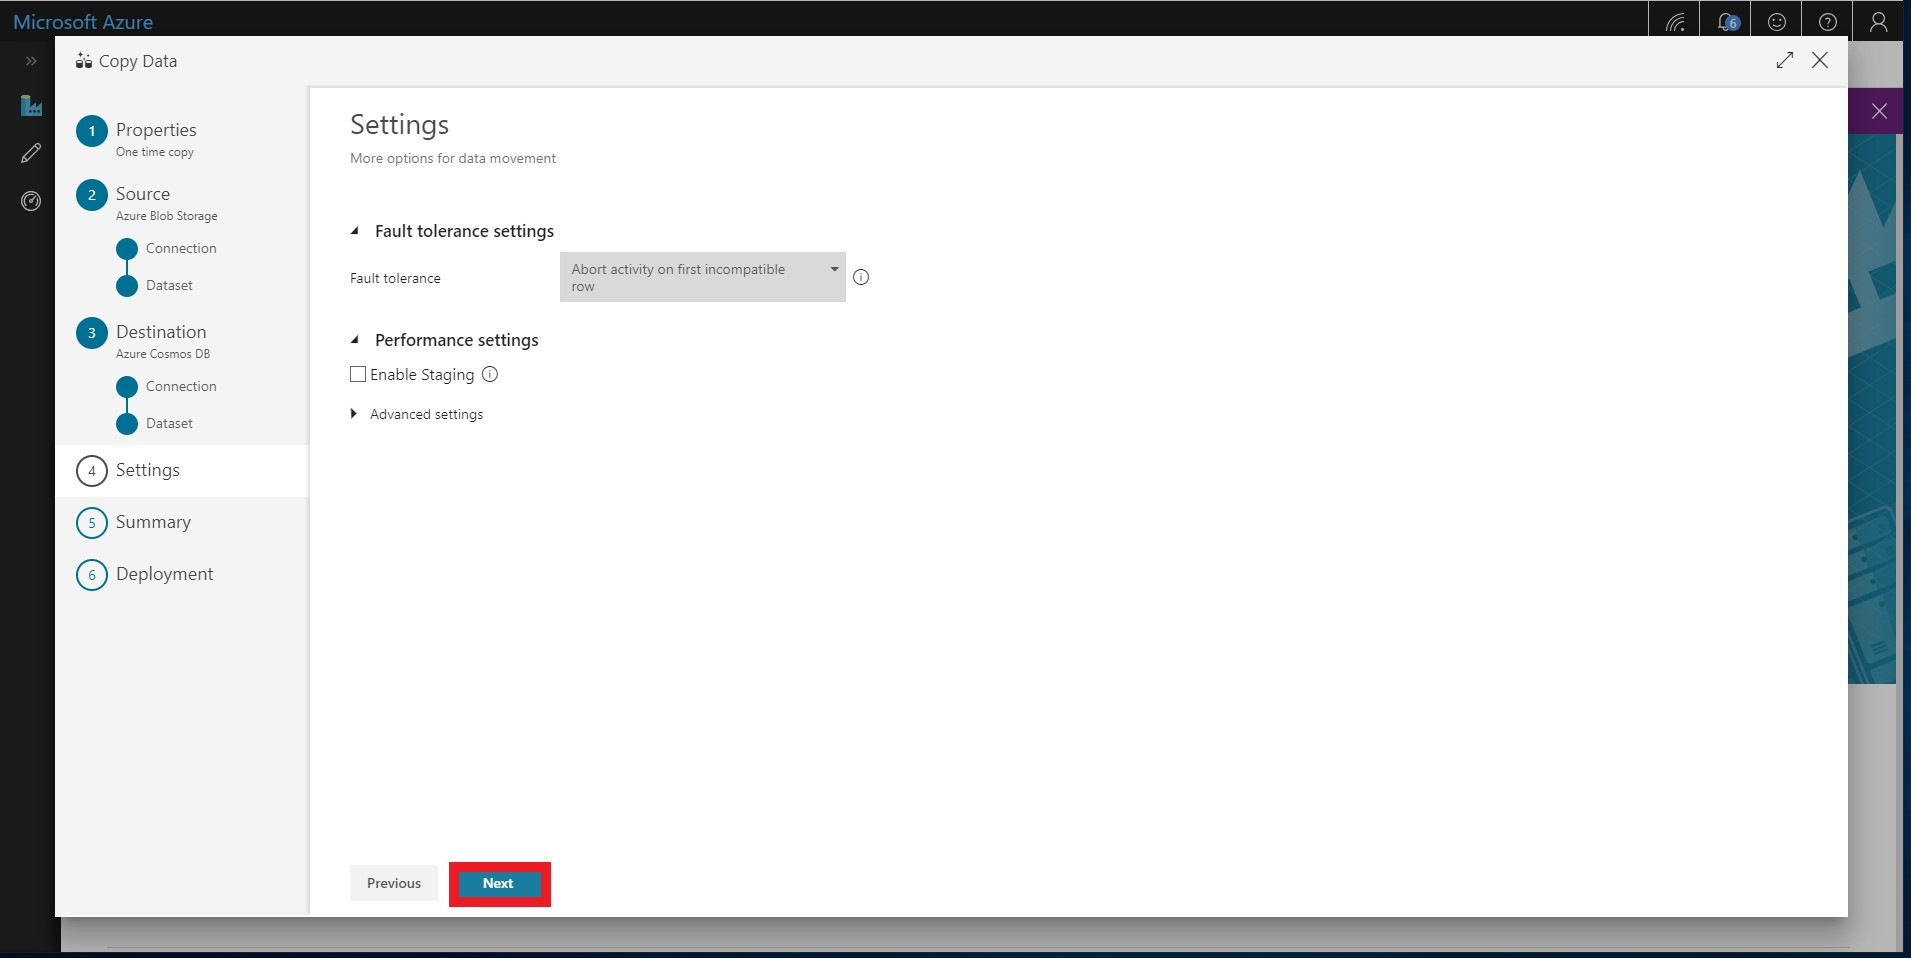 Microsoft Azure
6
Copy Data
1
Properties
One time copy
2
Source
Azure Blob Storage
Connection
Dataset
3
Destination
Azure Cosmos DB
Connection
Dataset
4
Settings
5
Summary
6
Deployment
Settings
More options for data movement
Fault tolerance settings
Fault tolerance
Abort activity on first incompatible
row
Performance settings
Enable Staging
Advanced settings
Previous
Next